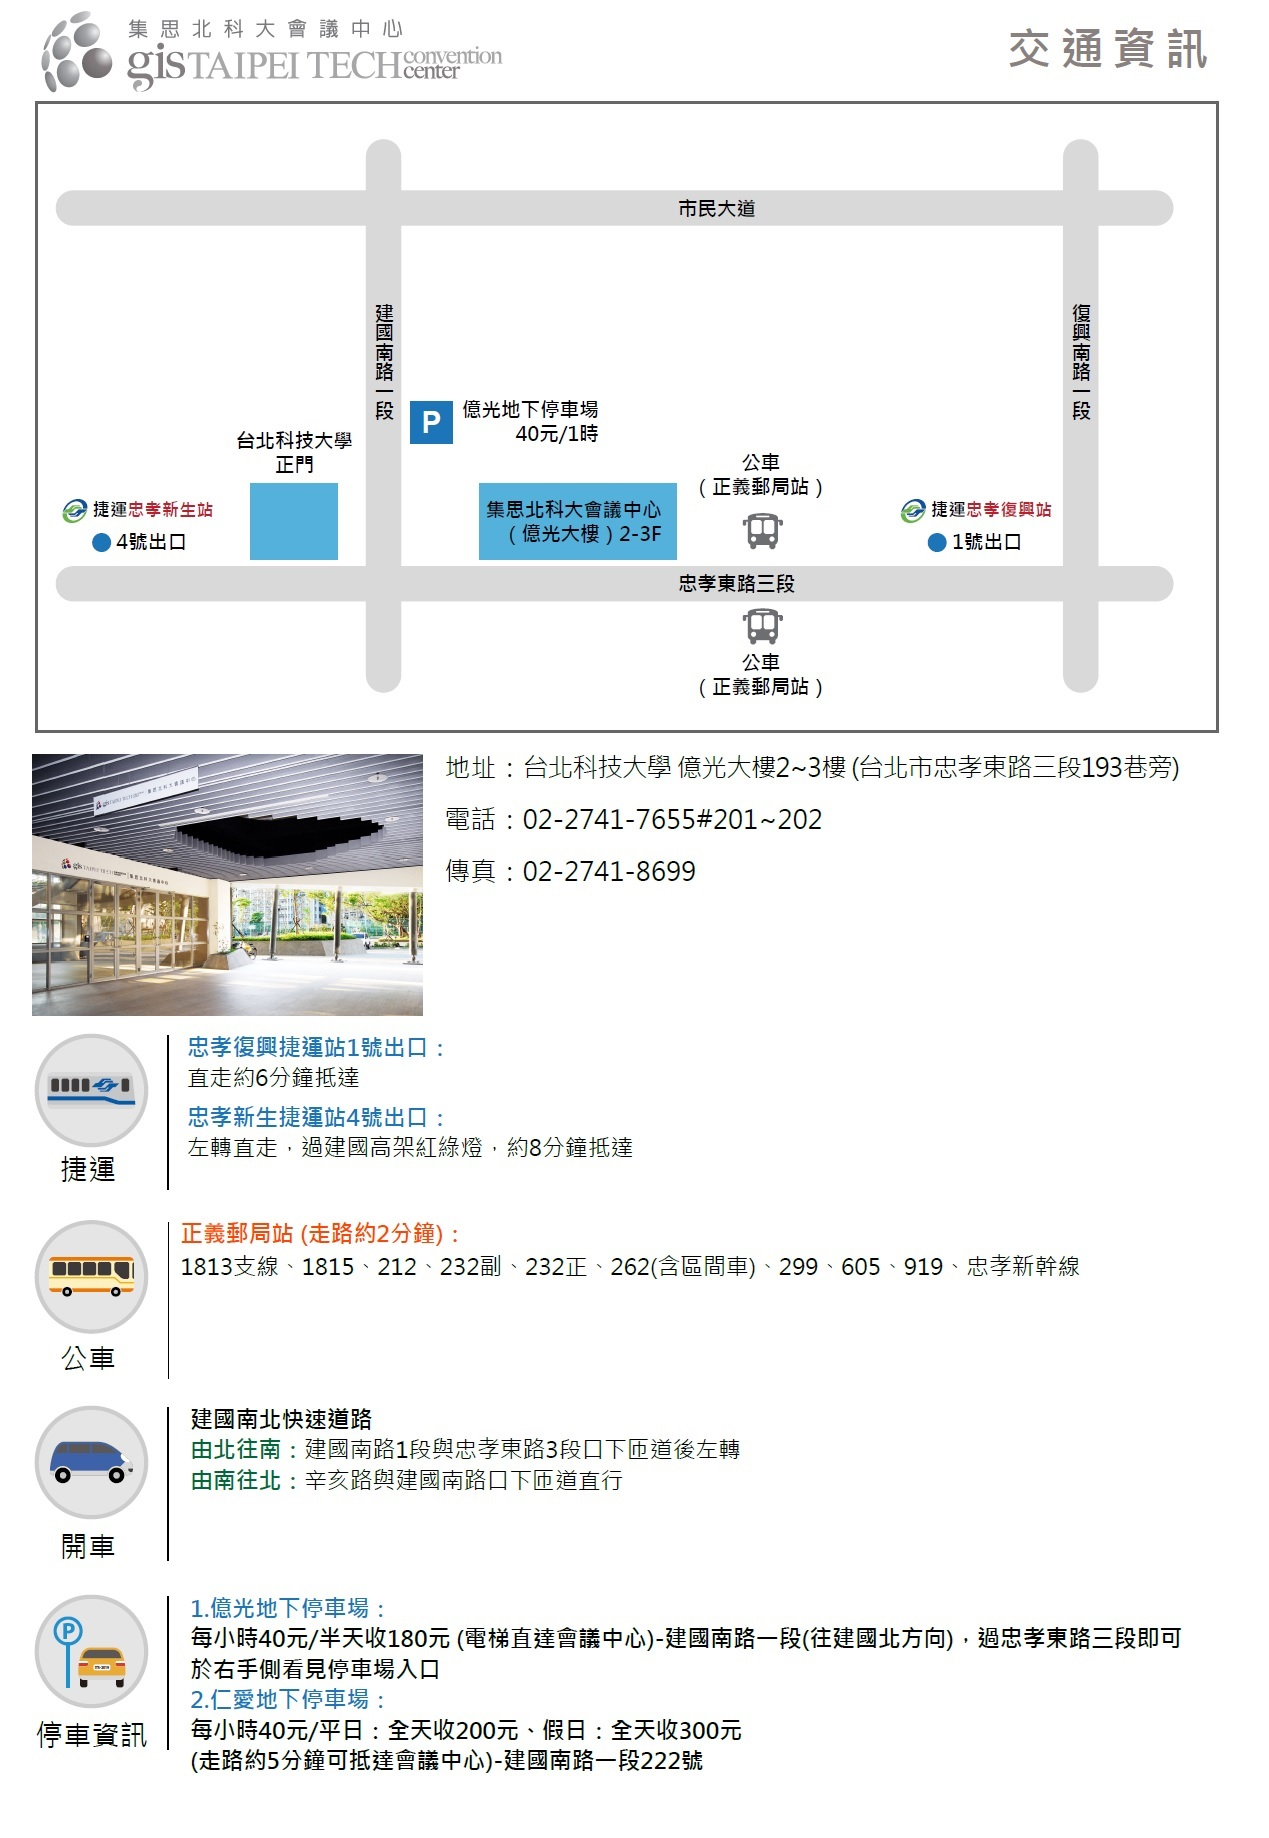 集思北科大會議中心
gis TAIPEI TECH convention center
交通資訊
市民大道
建國南路一段
復興南路一段
P
億光地下停車場
40元/1時
台北科技大學
正門
公車
（正義郵局站）
捷運忠孝新生站
4號出口
集思北科大會議中心
（億光大樓）2-3F
捷運忠孝復興站
1號出口
忠孝東路三段
公車
（正義郵局站）
地址：台北科技大學 億光大樓2~3樓 (台北市忠孝東路三段193巷旁)
電話：02-2741-7655#201~202
傳真：02-2741-8699
忠孝復興捷運站1號出口：
直走約6分鐘抵達
忠孝新生捷運站4號出口：
左轉直走，過建國高架紅綠燈，約8分鐘抵達
捷運
正義郵局站 (走路約2分鐘)：
1813支線、1815、212、232副、232正、262(含區間車)、299、605、919、忠孝新幹線
公車
建國南北快速道路
由北往南：建國南路1段與忠孝東路3段口下匝道後左轉
由南往北：辛亥路與建國南路口下匝道直行
開車
1.億光地下停車場：
每小時40元/半天收180元 (電梯直達會議中心)-建國南路一段(往建國北方向)，過忠孝東路三段即可
於右手側看見停車場入口
2.仁愛地下停車場：
每小時40元/平日：全天收200元、假日：全天收300元
(走路約5分鐘可抵達會議中心)-建國南路一段222號
P
停車資訊